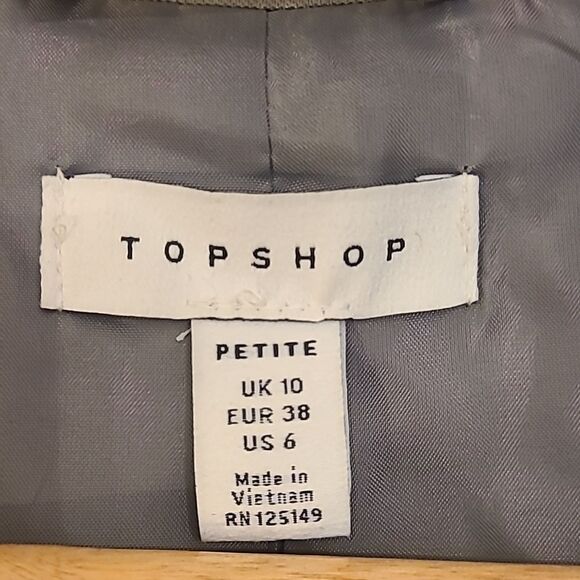 TOPSHOP
PETITE
UK 10
EUR 38
US 6
Made in
Vietnam
RN125149